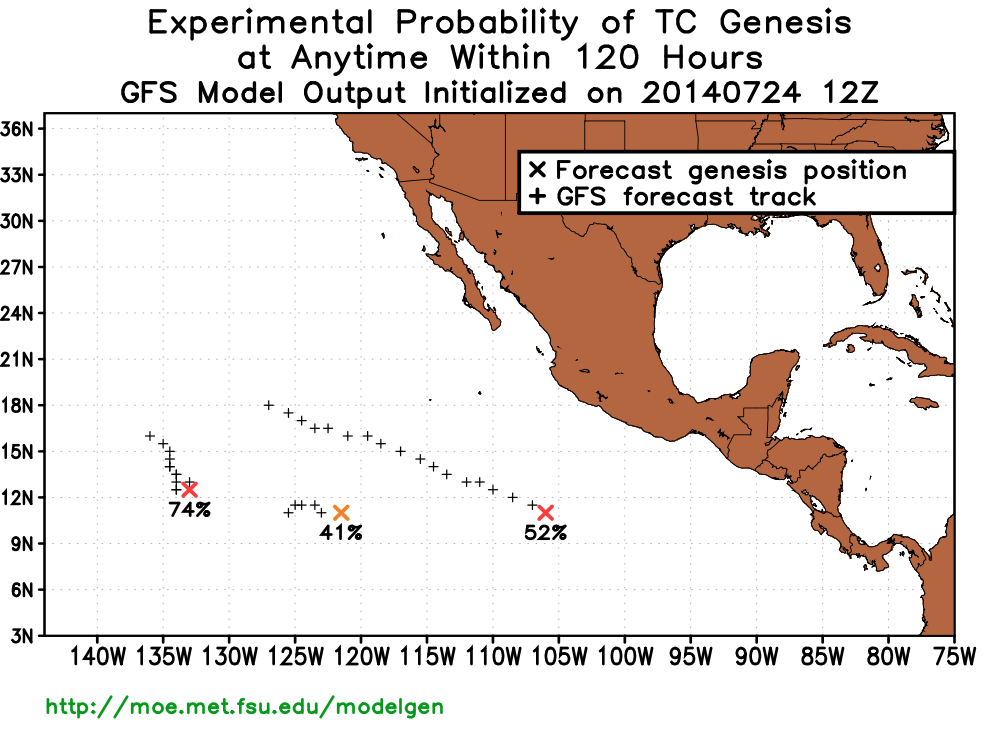 Experimental Probability of TC Genesis
at Anytime Within 120 Hours
GFS Model Output Initialized on 20140724 12Z
36N
× Forecast genesis position
33N
+ GFS forecast track
30N
27N
24N
21N
18N
15N
12N
74%
41%
52%
9N
6N
3N
140W 135W 130W 125W 120W 115W 110W 105W 100W 95W 90W 85W 80W 75W
http://moe.met.fsu.edu/modelgen